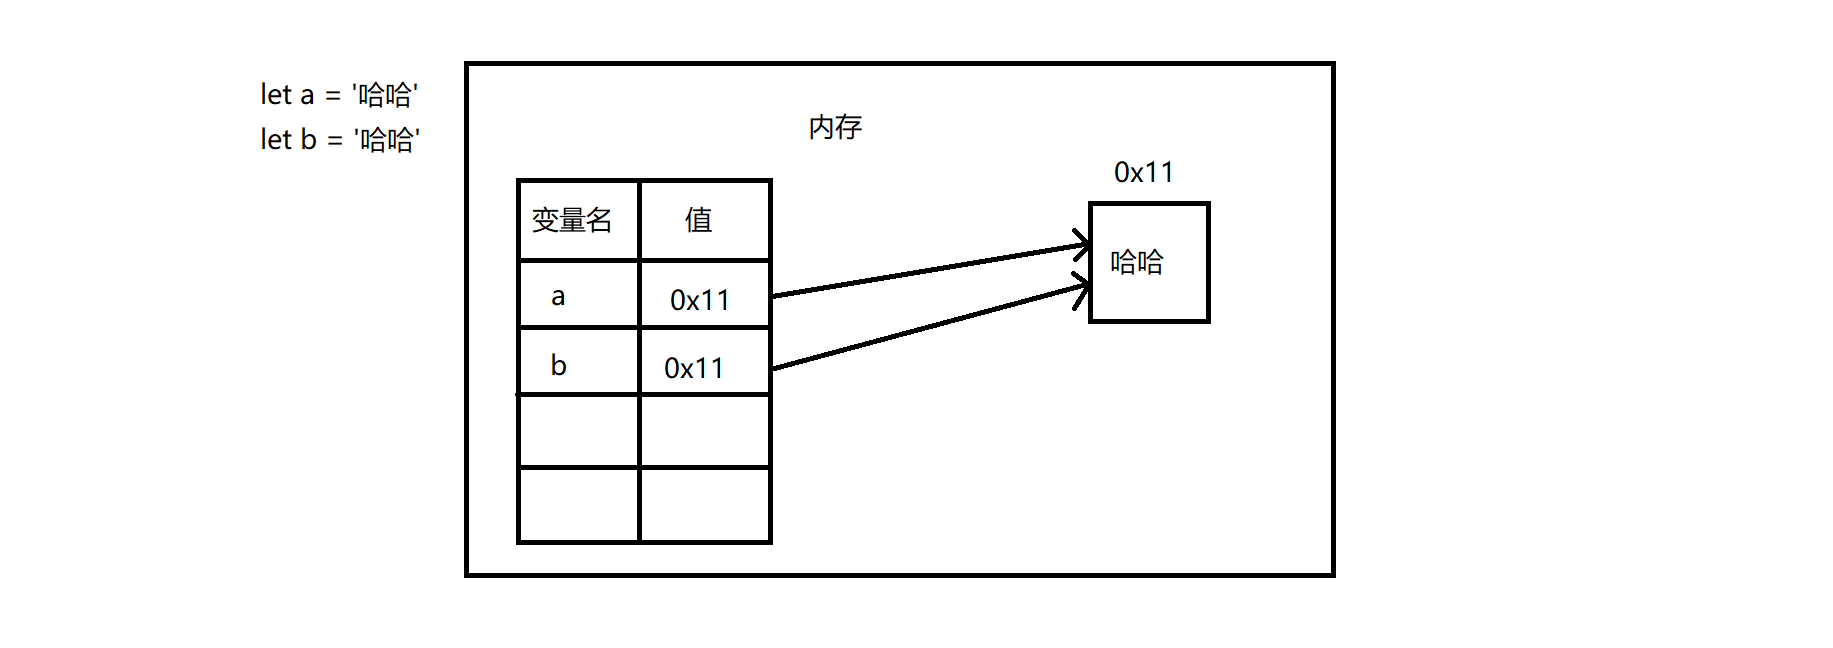 let a = '哈哈'
let b = '哈哈'
内存
0x11
变量名 值
哈哈
a 0x11
b 0x11